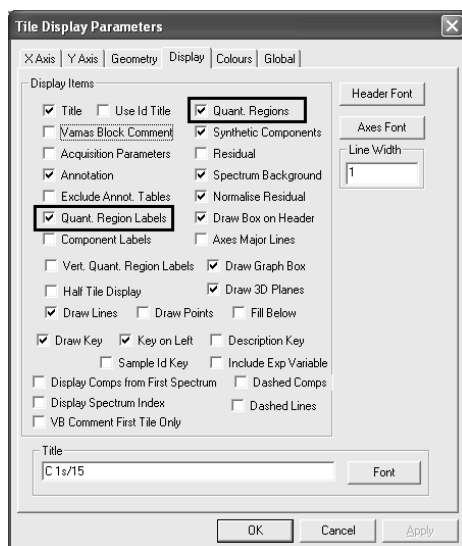 Tile Display Parameters
X Axis Y Axis Geometry Display Colours Global
Display Items
Title Use Id Title Quant. Regions
Vamas Block Comment Synthetic Components
Acquisition Parameters Residual
Annotation Spectrum Background
Exclude Annot. Tables Normalise Residual
Quant. Region Labels Draw Box on Header
Component Labels Axes Major Lines
Vert. Quant. Region Labels Draw Graph Box
Half Tile Display Draw 3D Planes
Draw Lines Draw Points Fill Below
Draw Key Key on Left Description Key
Sample Id Key Include Exp Variable
Display Comps from First Spectrum Dashed Comps
Display Spectrum Index Dashed Lines
VB Comment First Tile Only
Header Font
Axes Font
Line Width
1
Title
C 1s/15 Font
OK Cancel Apply